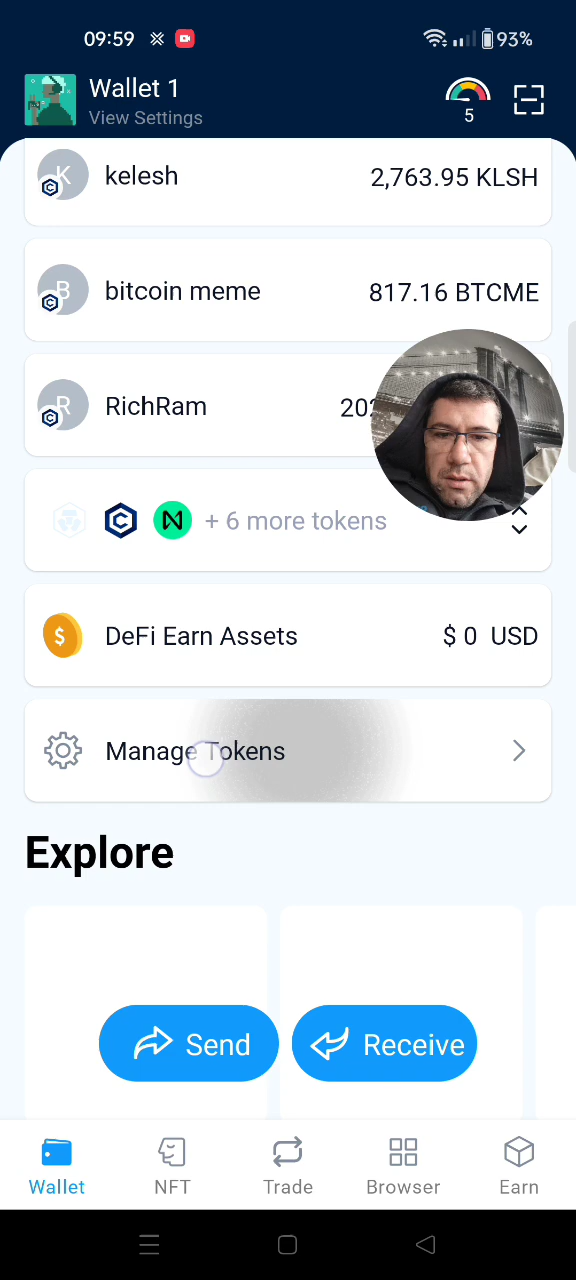 09:59
93%
Wallet 1
View Settings
5
K
kelesh
2,763.95 KLSH
B
bitcoin meme
817.16 BTCME
R
RichRam
+ 6 more tokens
$
DeFi Earn Assets
$ 0 USD
Manage Tokens
Explore
Send
Receive
Wallet
NFT
Trade
Browser
Earn